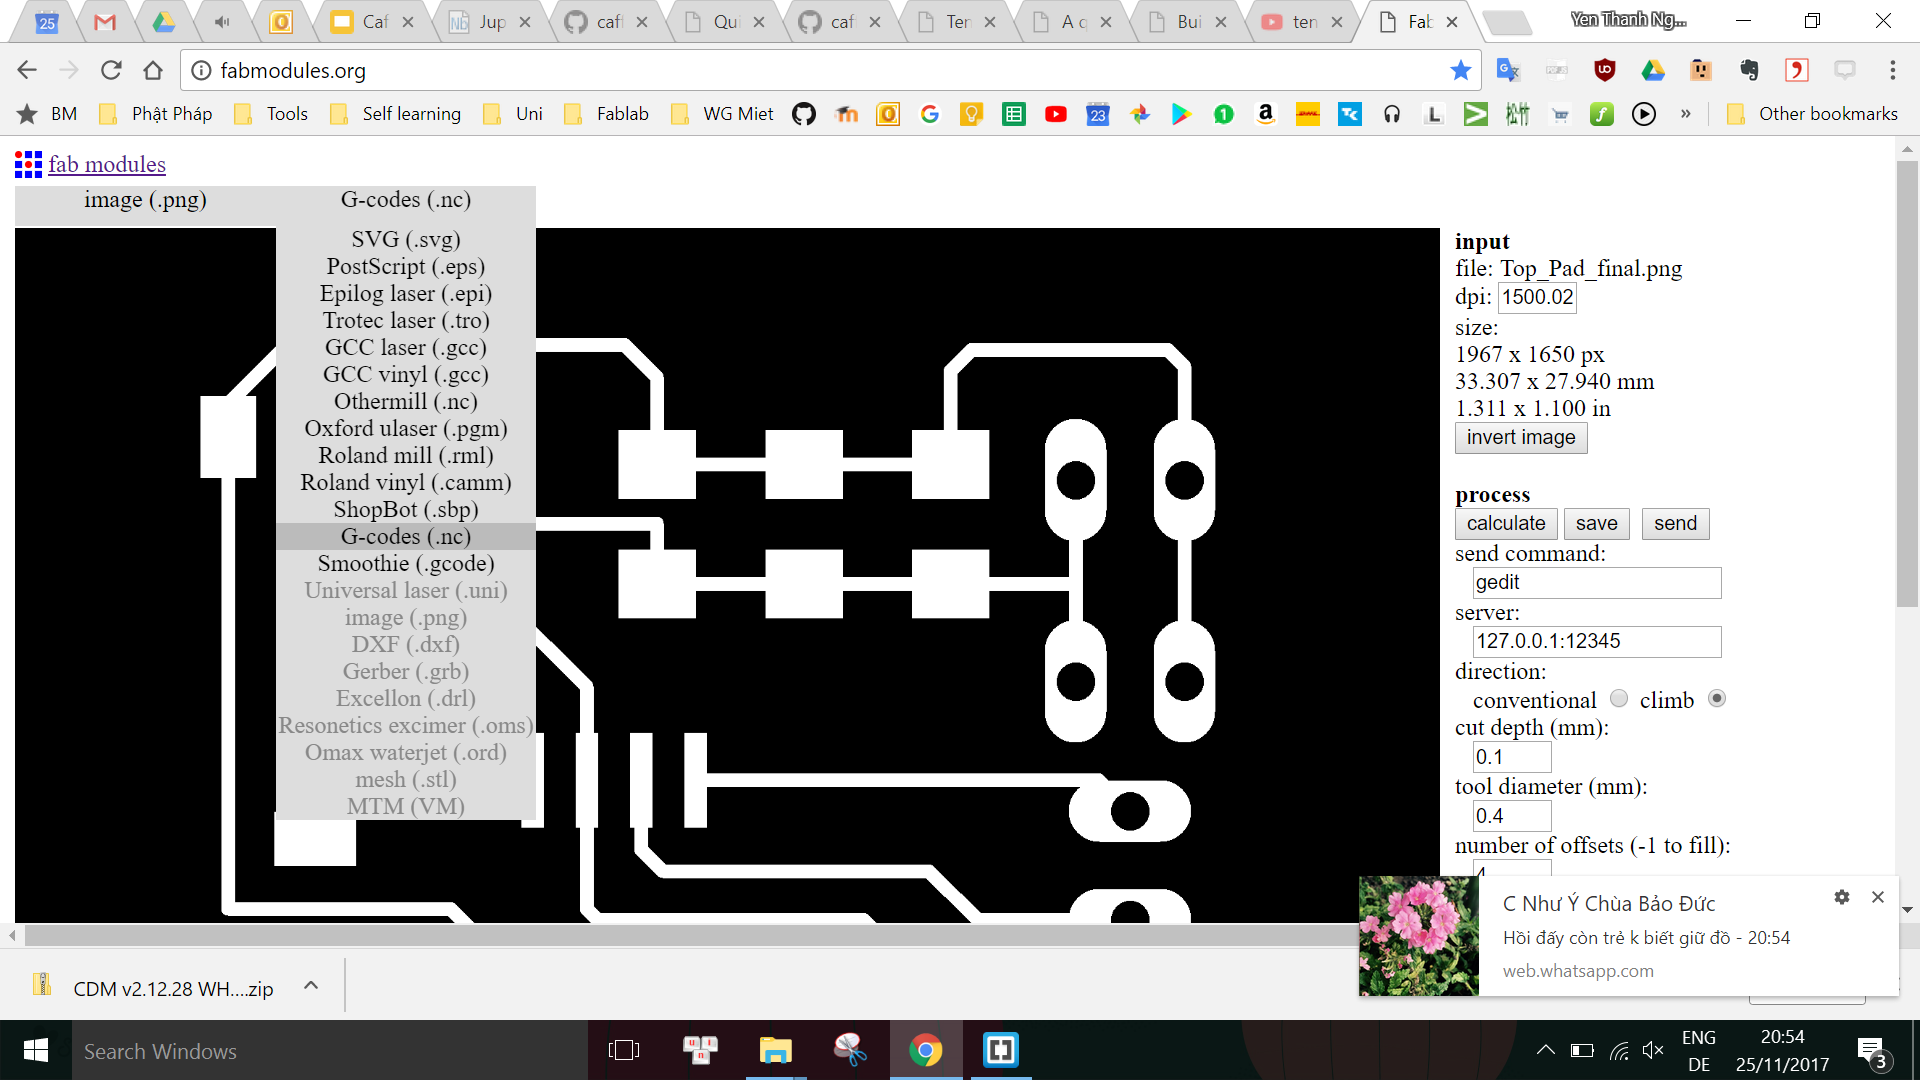 25
Caf
Jup
caf
Qui
caf
Ten
A q
Bui
ten
Fab
Yen Thanh Ng...
fabmodules.org
BM
Phật Pháp
Tools
Self learning
Uni
Fablab
WG Miet
Other bookmarks
fab modules
image (.png)
G-codes (.nc)
SVG (.svg)
PostScript (.eps)
Epilog laser (.epi)
Trotec laser (.tro)
GCC laser (.gcc)
GCC vinyl (.gcc)
Othermill (.nc)
Oxford ulaser (.pgm)
Roland mill (.rml)
Roland vinyl (.camm)
ShopBot (.sbp)
G-codes (.nc)
Smoothie (.gcode)
Universal laser (.uni)
image (.png)
DXF (.dxf)
Gerber (.grb)
Excellon (.drl)
Resonetics excimer (.oms)
Omax waterjet (.ord)
mesh (.stl)
MTM (VM)
input
file: Top_Pad_final.png
dpi: 1500.02
size:
1967 x 1650 px
33.307 x 27.940 mm
1.311 x 1.100 in
invert image
process
calculate save send
send command:
gedit
server:
127.0.0.1:12345
direction:
conventional climb
cut depth (mm):
0.1
tool diameter (mm):
0.4
number of offsets (-1 to fill):
4
C Như Ý Chùa Bảo Đức
Hồi đấy còn trẻ k biết giữ đồ - 20:54
web.whatsapp.com
CDM v2.12.28 WH....zip
Search Windows
ENG
DE
20:54
25/11/2017
3